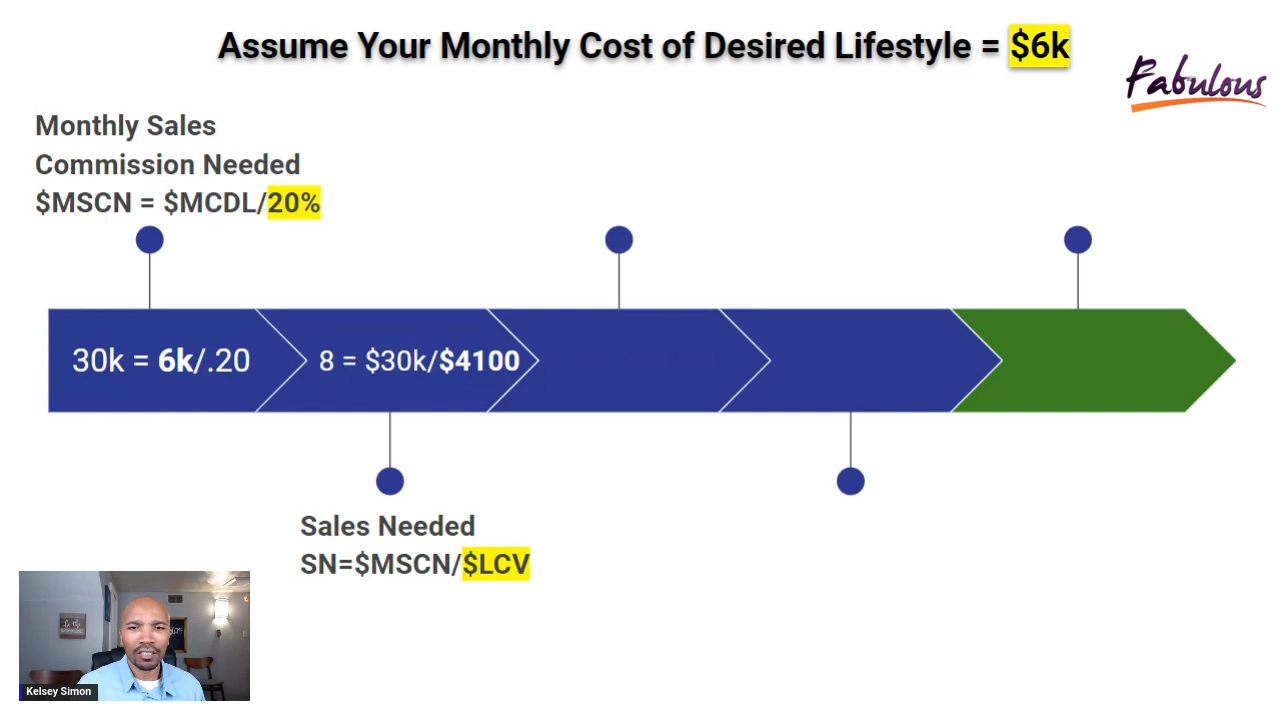 Assume Your Monthly Cost of Desired Lifestyle = $6k
Fabulous
Monthly Sales
Commission Needed
$MSCN = $MCDL/20%
30k = 6k/.20
8 = $30k/$4100
Sales Needed
SN=$MSCN/$LCV
Kelsey Simon